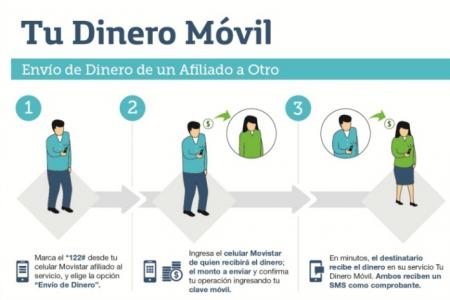 Tu Dinero Móvil
Envío de Dinero de un Afiliado a Otro
1
2
3
$
$
Marca el *122# desde tu
celular Movistar afiliado al
servicio, y elige la opción
"Envío de Dinero".
Ingresa el celular Movistar
de quien recibirá el dinero;
el monto a enviar y confirma
tu operación ingresando tu
clave móvil.
En minutos, el destinatario
recibe el dinero en su servicio Tu
Dinero Móvil. Ambos reciben un
SMS como comprobante.